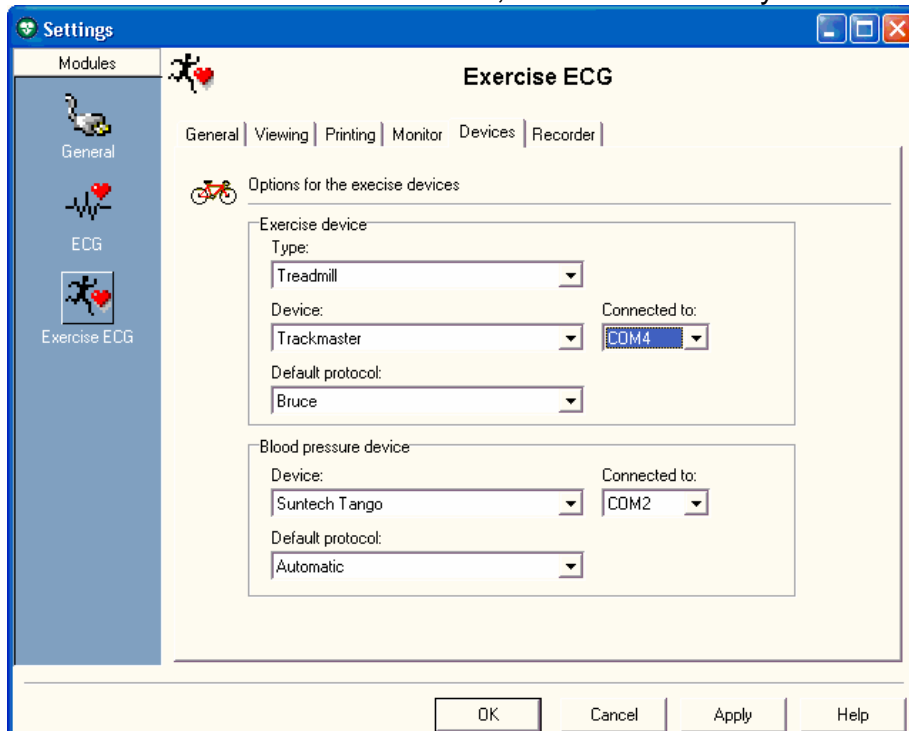 Settings
Modules
General
ECG
Exercise ECG
Exercise ECG
General Viewing Printing Monitor Devices Recorder
Options for the execise devices
Exercise device
Type:
Treadmill
Device: Connected to:
Trackmaster COM4
Default protocol:
Bruce
Blood pressure device
Device: Connected to:
Suntech Tango COM2
Default protocol:
Automatic
OK Cancel Apply Help